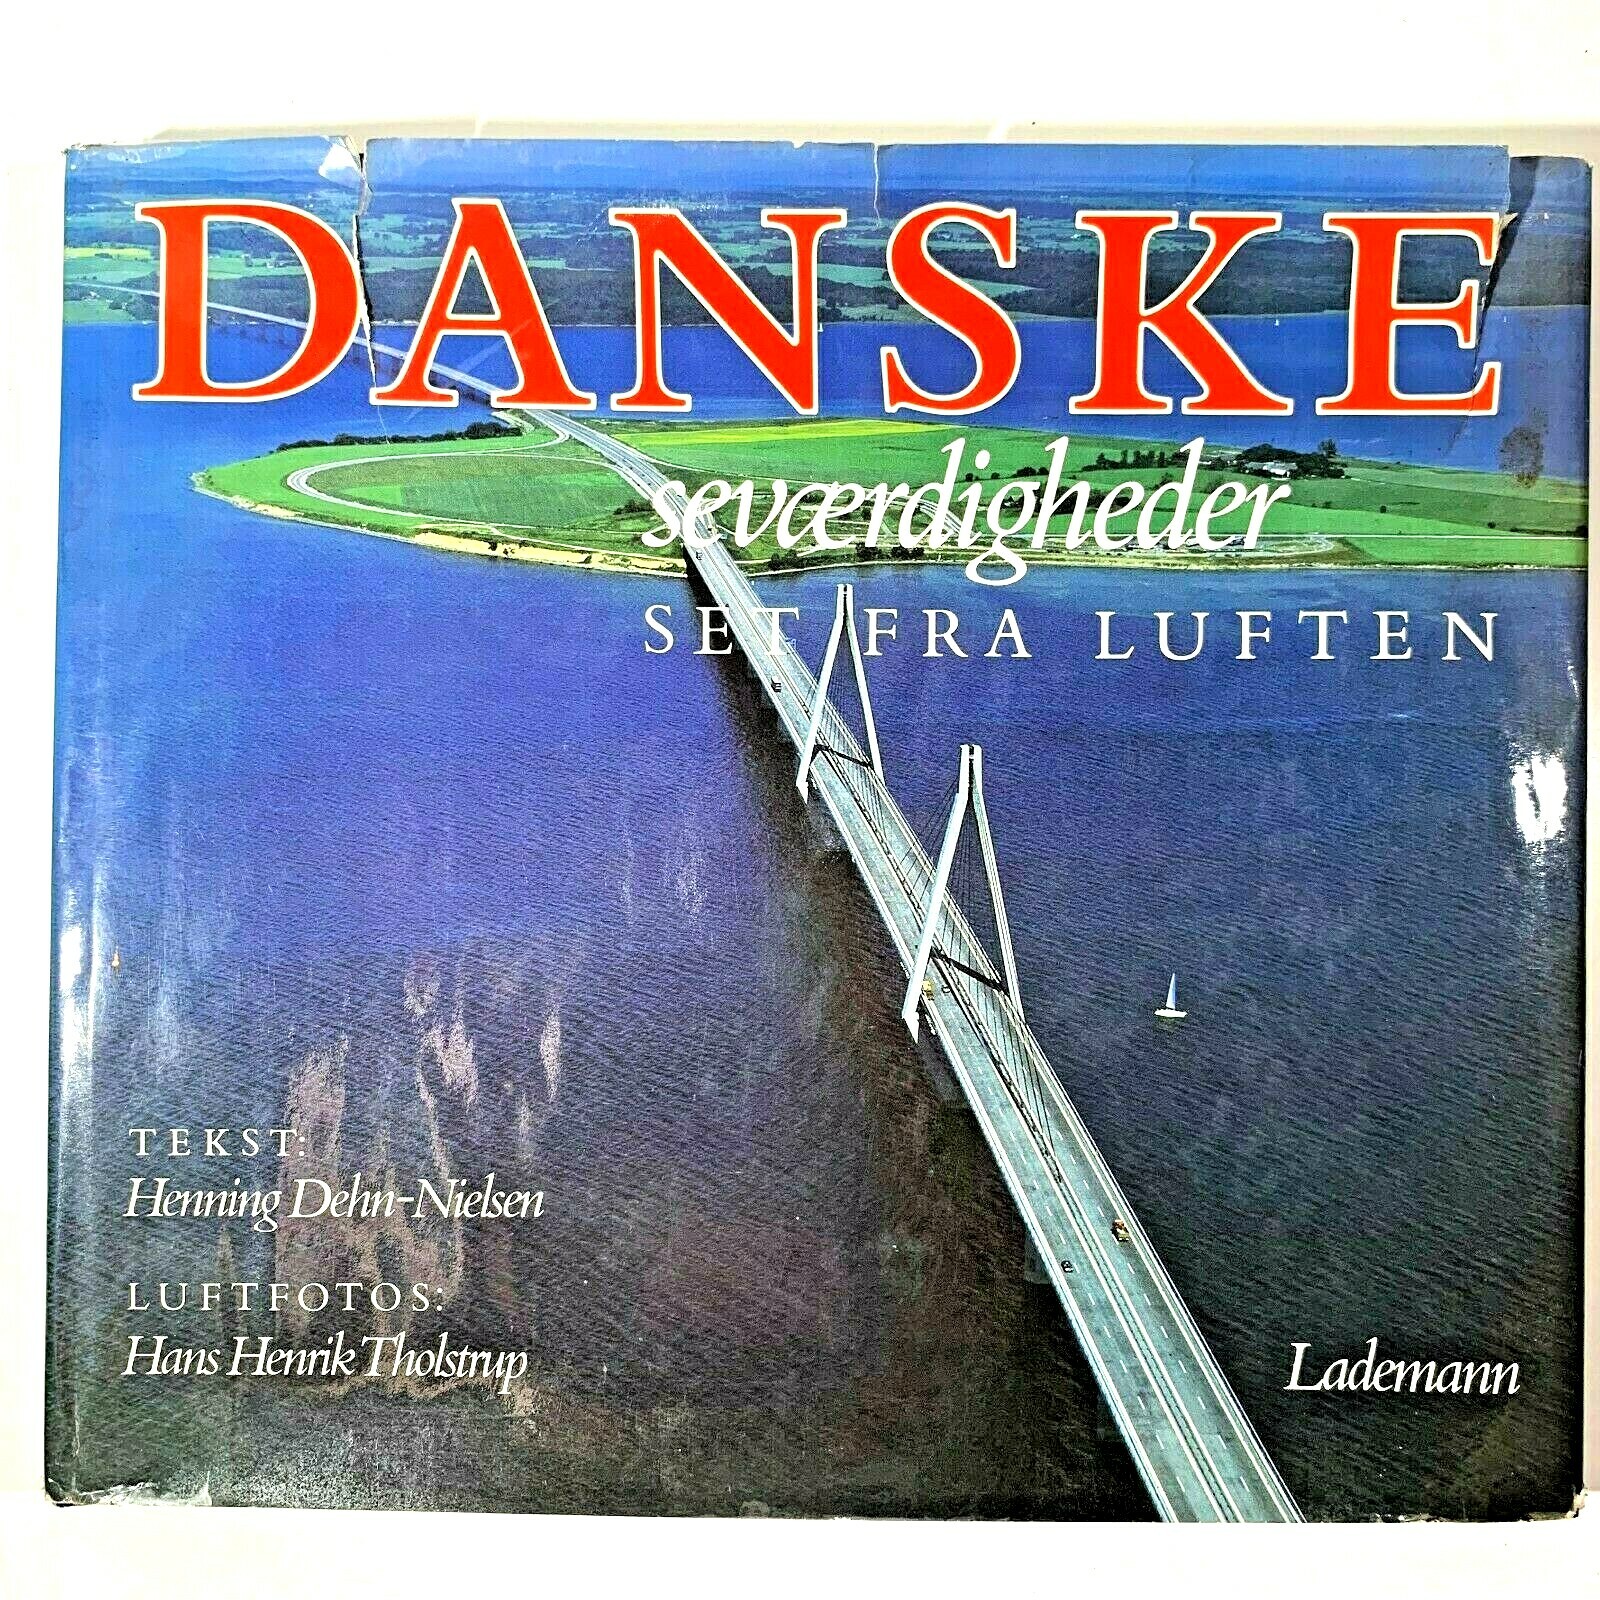 DANSKE
seværdigheder
SET FRA LUFTEN
TEKST:
Henning Dehn-Nielsen
LUFTFOTOS:
Hans Henrik Tholstrup
Lademann